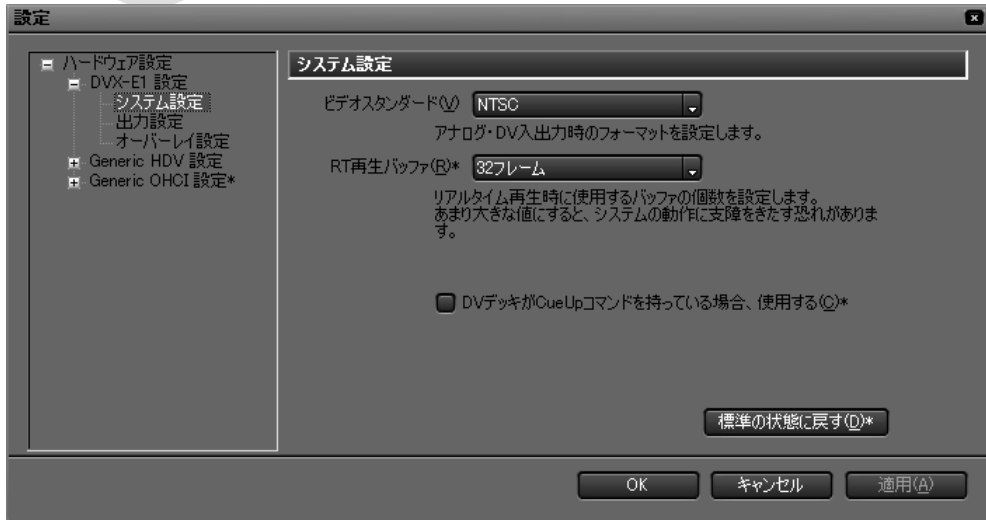 設定
ハードウェア設定
DVX-E1 設定
システム設定
出力設定
オーバーレイ設定
Generic HDV 設定
Generic OHCI 設定*
システム設定
ビデオスタンダード(V) NTSC
アナログ・DV入出力時のフォーマットを設定します。
RT再生バッファ(R)* 32フレーム
リアルタイム再生時に使用するバッファの個数を設定します。
あまり大きな値にすると、システムの動作に支障をきたす恐れがありま
す。
DVデッキがCueUpコマンドを持っている場合、使用する(C)*
標準の状態に戻す(D)*
OK キャンセル 適用(A)